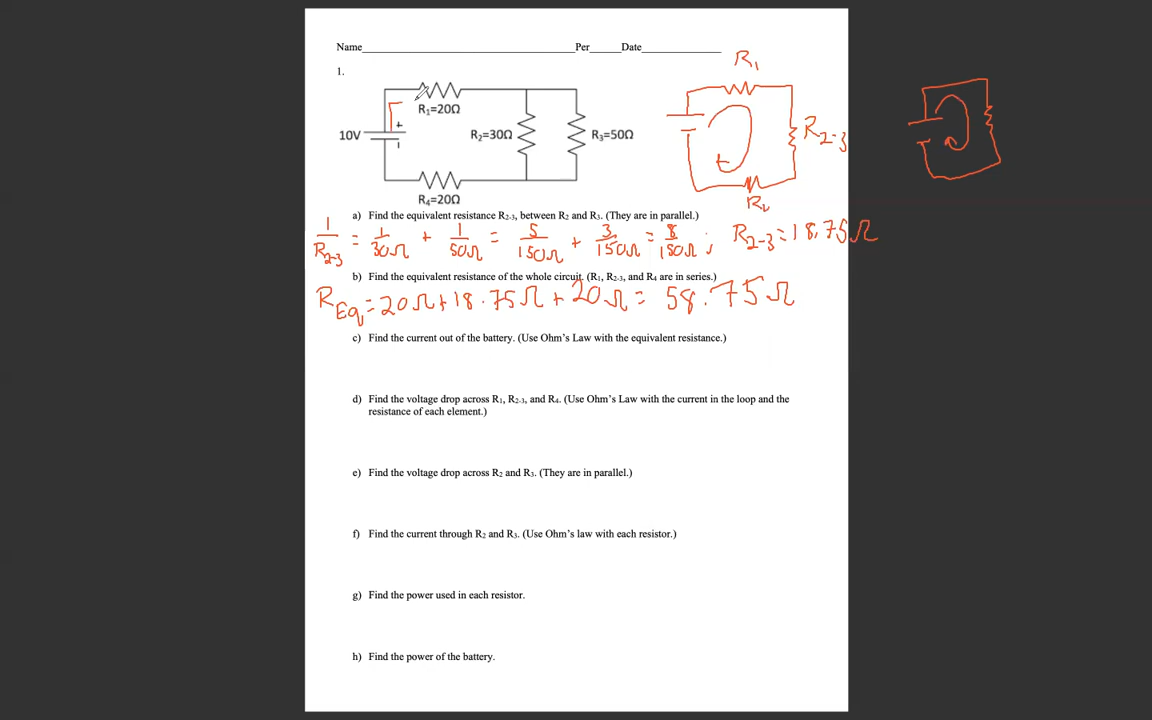 Name__________ Per_____ Date__________
1.
R₁
R₁=20Ω
+
10V
R₂=30Ω
R₃=50Ω
R₂₋₃
R₄=20Ω
a) Find the equivalent resistance R₂₋₃, between R₂ and R₃. (They are in parallel.)
1/R₂₋₃ = 1/30Ω + 1/50Ω = 5/150Ω + 3/150Ω = 8/150Ω ; R₂₋₃=18.75Ω
b) Find the equivalent resistance of the whole circuit. (R₁, R₂₋₃, and R₄ are in series.)
REq=20Ω+18.75Ω+20Ω= 58.75Ω
c) Find the current out of the battery. (Use Ohm’s Law with the equivalent resistance.)
d) Find the voltage drop across R₁, R₂₋₃, and R₄. (Use Ohm’s Law with the current in the loop and the
resistance of each element.)
e) Find the voltage drop across R₂ and R₃. (They are in parallel.)
f) Find the current through R₂ and R₃. (Use Ohm’s law with each resistor.)
g) Find the power used in each resistor.
h) Find the power of the battery.